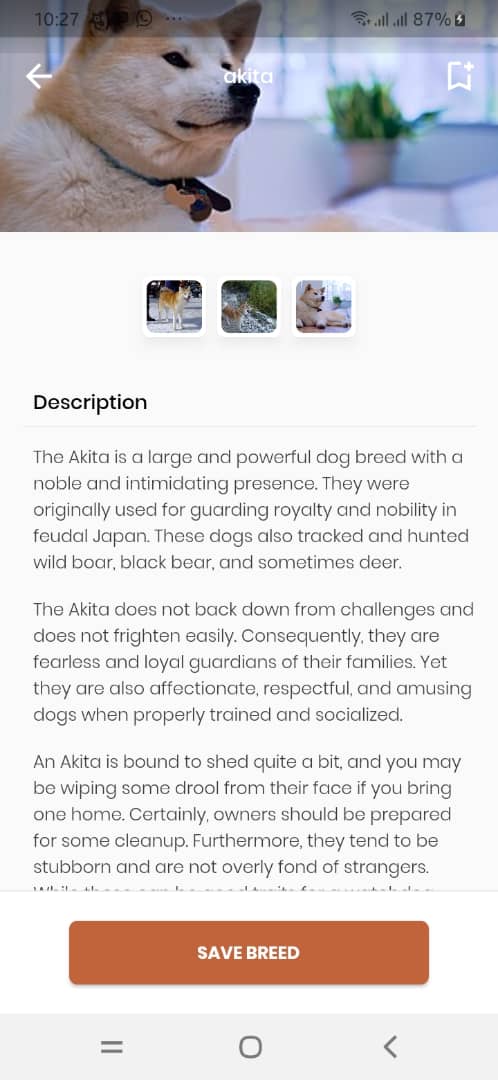 10:27
87%
akita
Description
The Akita is a large and powerful dog breed with a
noble and intimidating presence. They were
originally used for guarding royalty and nobility in
feudal Japan. These dogs also tracked and hunted
wild boar, black bear, and sometimes deer.
The Akita does not back down from challenges and
does not frighten easily. Consequently, they are
fearless and loyal guardians of their families. Yet
they are also affectionate, respectful, and amusing
dogs when properly trained and socialized.
An Akita is bound to shed quite a bit, and you may
be wiping some drool from their face if you bring
one home. Certainly, owners should be prepared
for some cleanup. Furthermore, they tend to be
stubborn and are not overly fond of strangers.
SAVE BREED